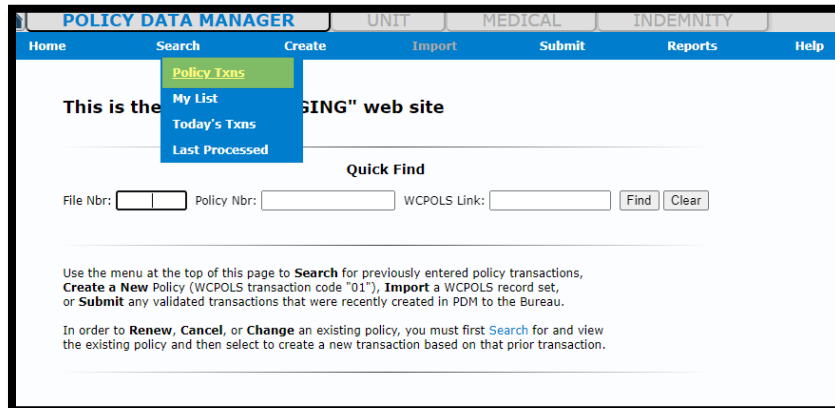 POLICY DATA MANAGER UNIT MEDICAL INDEMNITY
Home Search Create Import Submit Reports Help
Policy Txns
My List
This is the GING" web site
Today's Txns
Last Processed
Quick Find
File Nbr: Policy Nbr: WCPOLS Link: Find Clear
Use the menu at the top of this page to Search for previously entered policy transactions,
Create a New Policy (WCPOLS transaction code "01"), Import a WCPOLS record set,
or Submit any validated transactions that were recently created in PDM to the Bureau.
In order to Renew, Cancel, or Change an existing policy, you must first Search for and view
the existing policy and then select to create a new transaction based on that prior transaction.